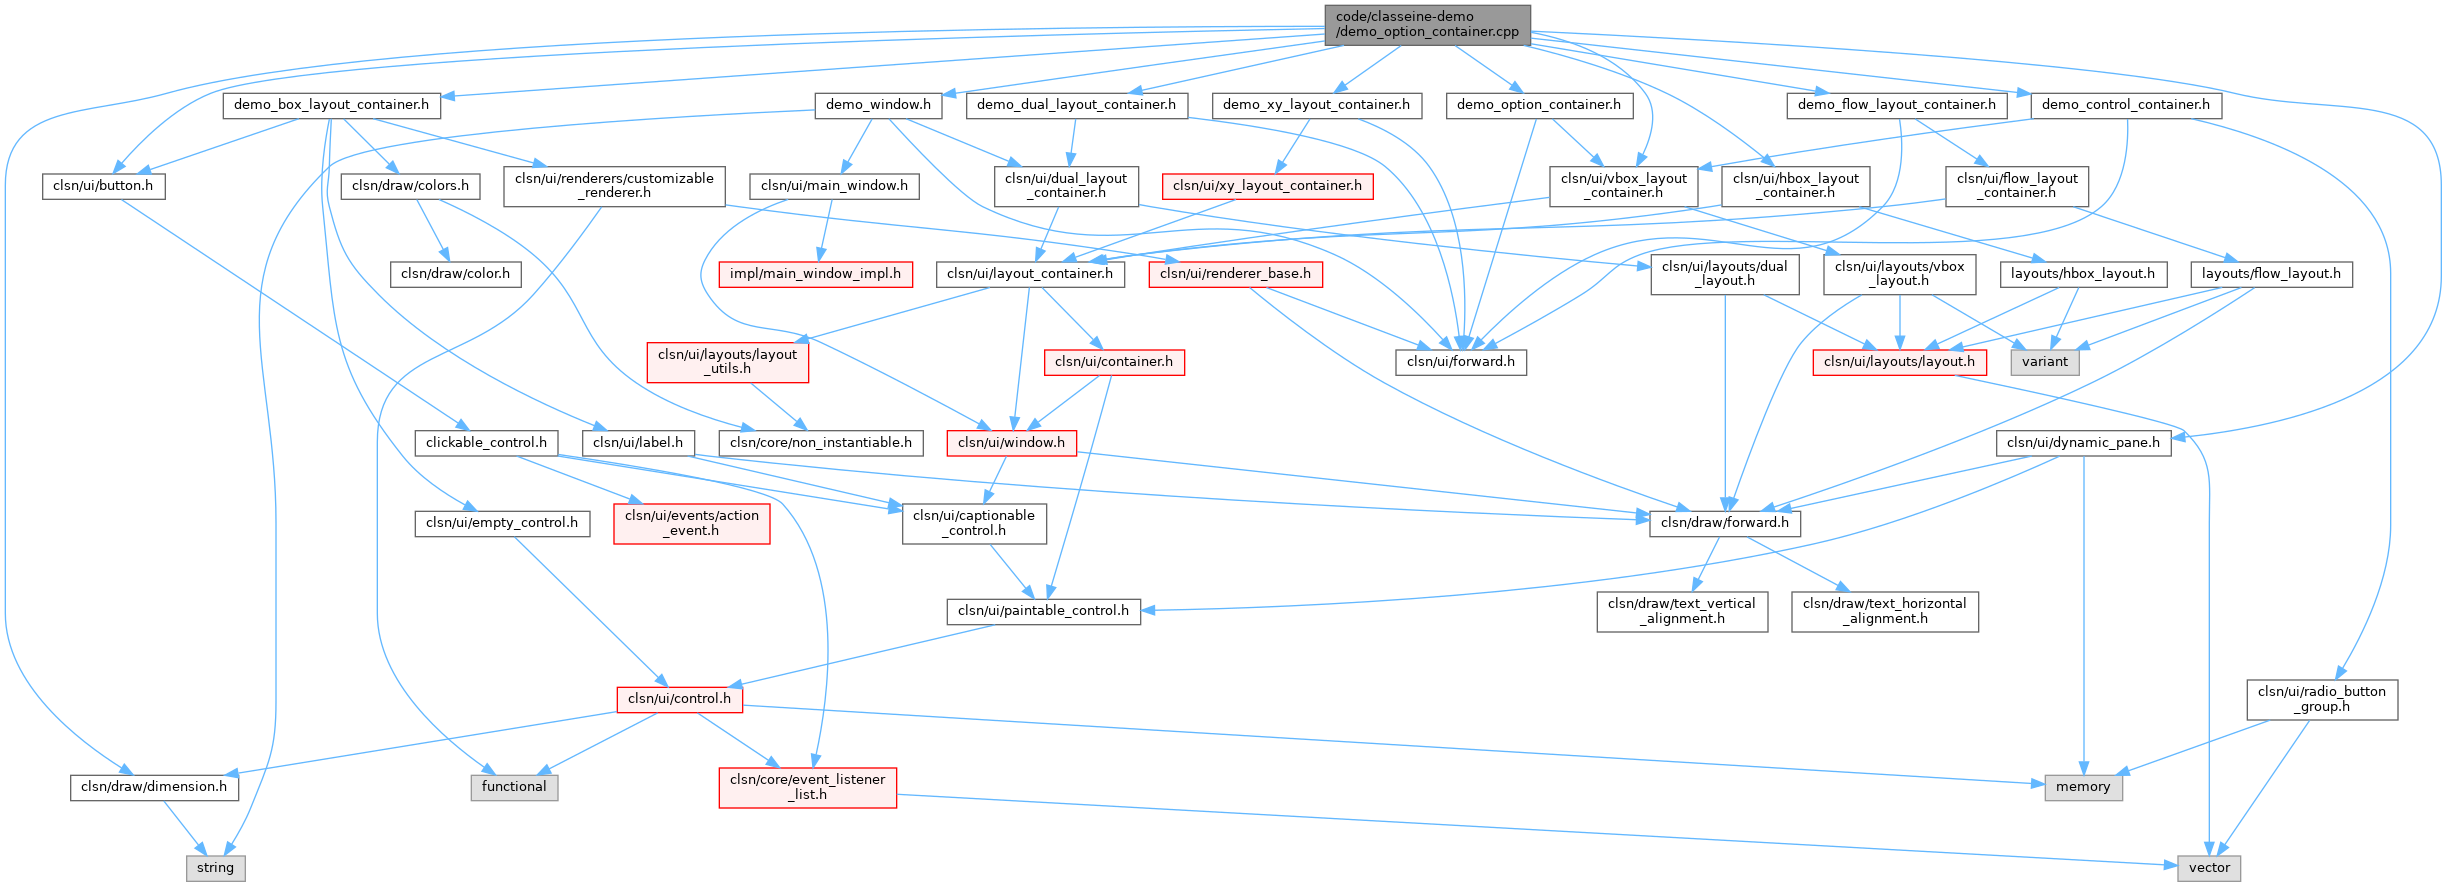 code/classeine-demo
/demo_option_container.cpp
demo_box_layout_container.h
demo_window.h
demo_dual_layout_container.h
demo_xy_layout_container.h
demo_option_container.h
demo_flow_layout_container.h
demo_control_container.h
clsn/ui/button.h
clsn/draw/colors.h
clsn/ui/renderers/customizable
_renderer.h
clsn/ui/main_window.h
clsn/ui/dual_layout
_container.h
clsn/ui/xy_layout_container.h
clsn/ui/vbox_layout
_container.h
clsn/ui/hbox_layout
_container.h
clsn/ui/flow_layout
_container.h
clsn/draw/color.h
impl/main_window_impl.h
clsn/ui/layout_container.h
clsn/ui/renderer_base.h
clsn/ui/layouts/dual
_layout.h
clsn/ui/layouts/vbox
_layout.h
layouts/hbox_layout.h
layouts/flow_layout.h
clsn/ui/layouts/layout
_utils.h
clsn/ui/container.h
clsn/ui/forward.h
clsn/ui/layouts/layout.h
variant
clickable_control.h
clsn/ui/label.h
clsn/core/non_instantiable.h
clsn/ui/window.h
clsn/ui/dynamic_pane.h
clsn/ui/empty_control.h
clsn/ui/events/action
_event.h
clsn/ui/captionable
_control.h
clsn/draw/forward.h
clsn/ui/paintable_control.h
clsn/draw/text_vertical
_alignment.h
clsn/draw/text_horizontal
_alignment.h
clsn/ui/control.h
clsn/ui/radio_button
_group.h
clsn/draw/dimension.h
functional
clsn/core/event_listener
_list.h
memory
string
vector